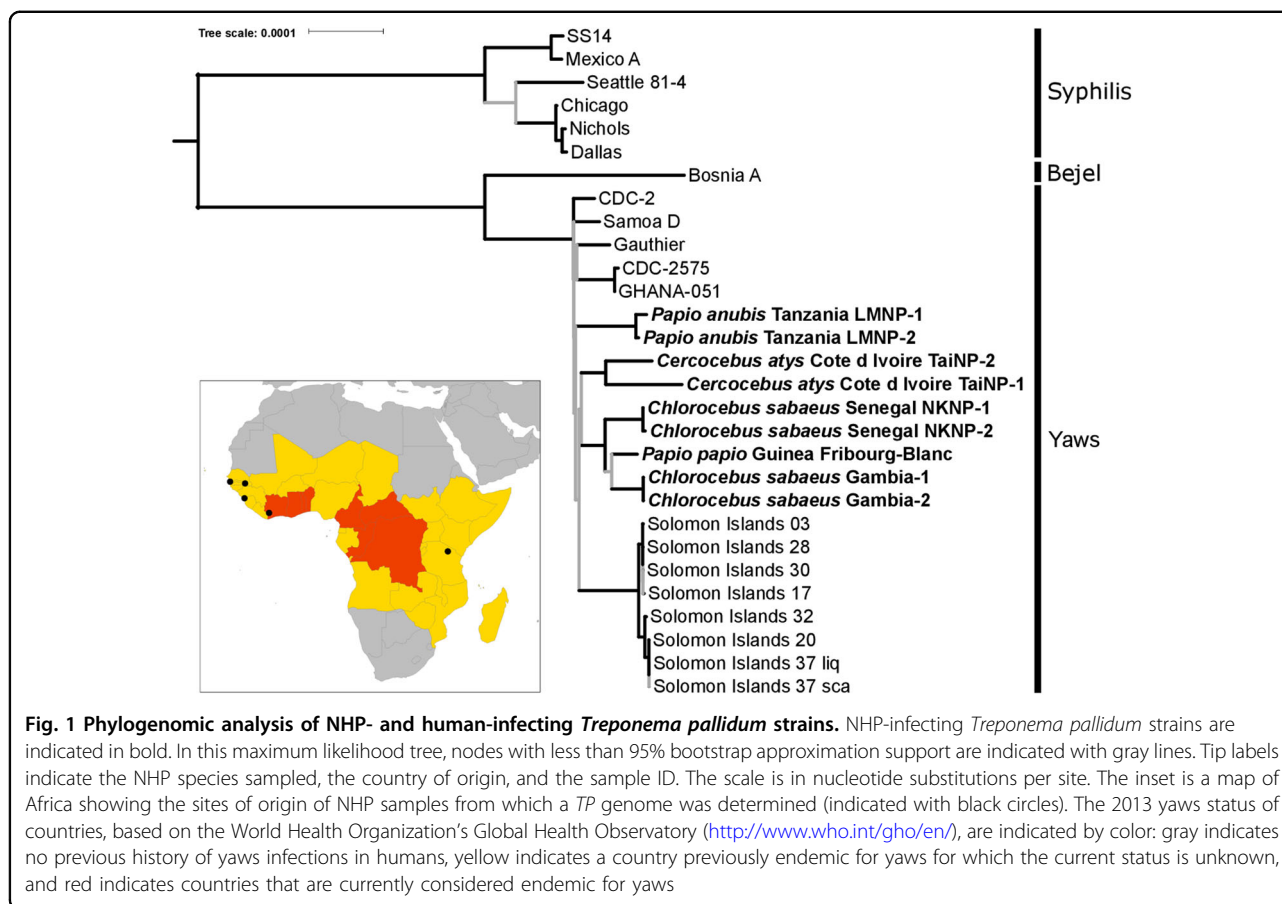 Tree scale: 0.0001
SS14
Mexico A
Seattle 81-4
Chicago
Nichols
Dallas
Syphilis
Bosnia A
Bejel
CDC-2
Samoa D
Gauthier
CDC-2575
GHANA-051
Papio anubis Tanzania LMNP-1
Papio anubis Tanzania LMNP-2
Cercocebus atys Cote d Ivoire TaiNP-2
Cercocebus atys Cote d Ivoire TaiNP-1
Chlorocebus sabaeus Senegal NKNP-1
Chlorocebus sabaeus Senegal NKNP-2
Papio papio Guinea Fribourg-Blanc
Chlorocebus sabaeus Gambia-1
Chlorocebus sabaeus Gambia-2
Solomon Islands 03
Solomon Islands 28
Solomon Islands 30
Solomon Islands 17
Solomon Islands 32
Solomon Islands 20
Solomon Islands 37 liq
Solomon Islands 37 sca
Yaws
Fig. 1 Phylogenomic analysis of NHP- and human-infecting Treponema pallidum strains. NHP-infecting Treponema pallidum strains are
indicated in bold. In this maximum likelihood tree, nodes with less than 95% bootstrap approximation support are indicated with gray lines. Tip labels
indicate the NHP species sampled, the country of origin, and the sample ID. The scale is in nucleotide substitutions per site. The inset is a map of
Africa showing the sites of origin of NHP samples from which a TP genome was determined (indicated with black circles). The 2013 yaws status of
countries, based on the World Health Organization's Global Health Observatory (http://www.who.int/gho/en/), are indicated by color: gray indicates
no previous history of yaws infections in humans, yellow indicates a country previously endemic for yaws for which the current status is unknown,
and red indicates countries that are currently considered endemic for yaws